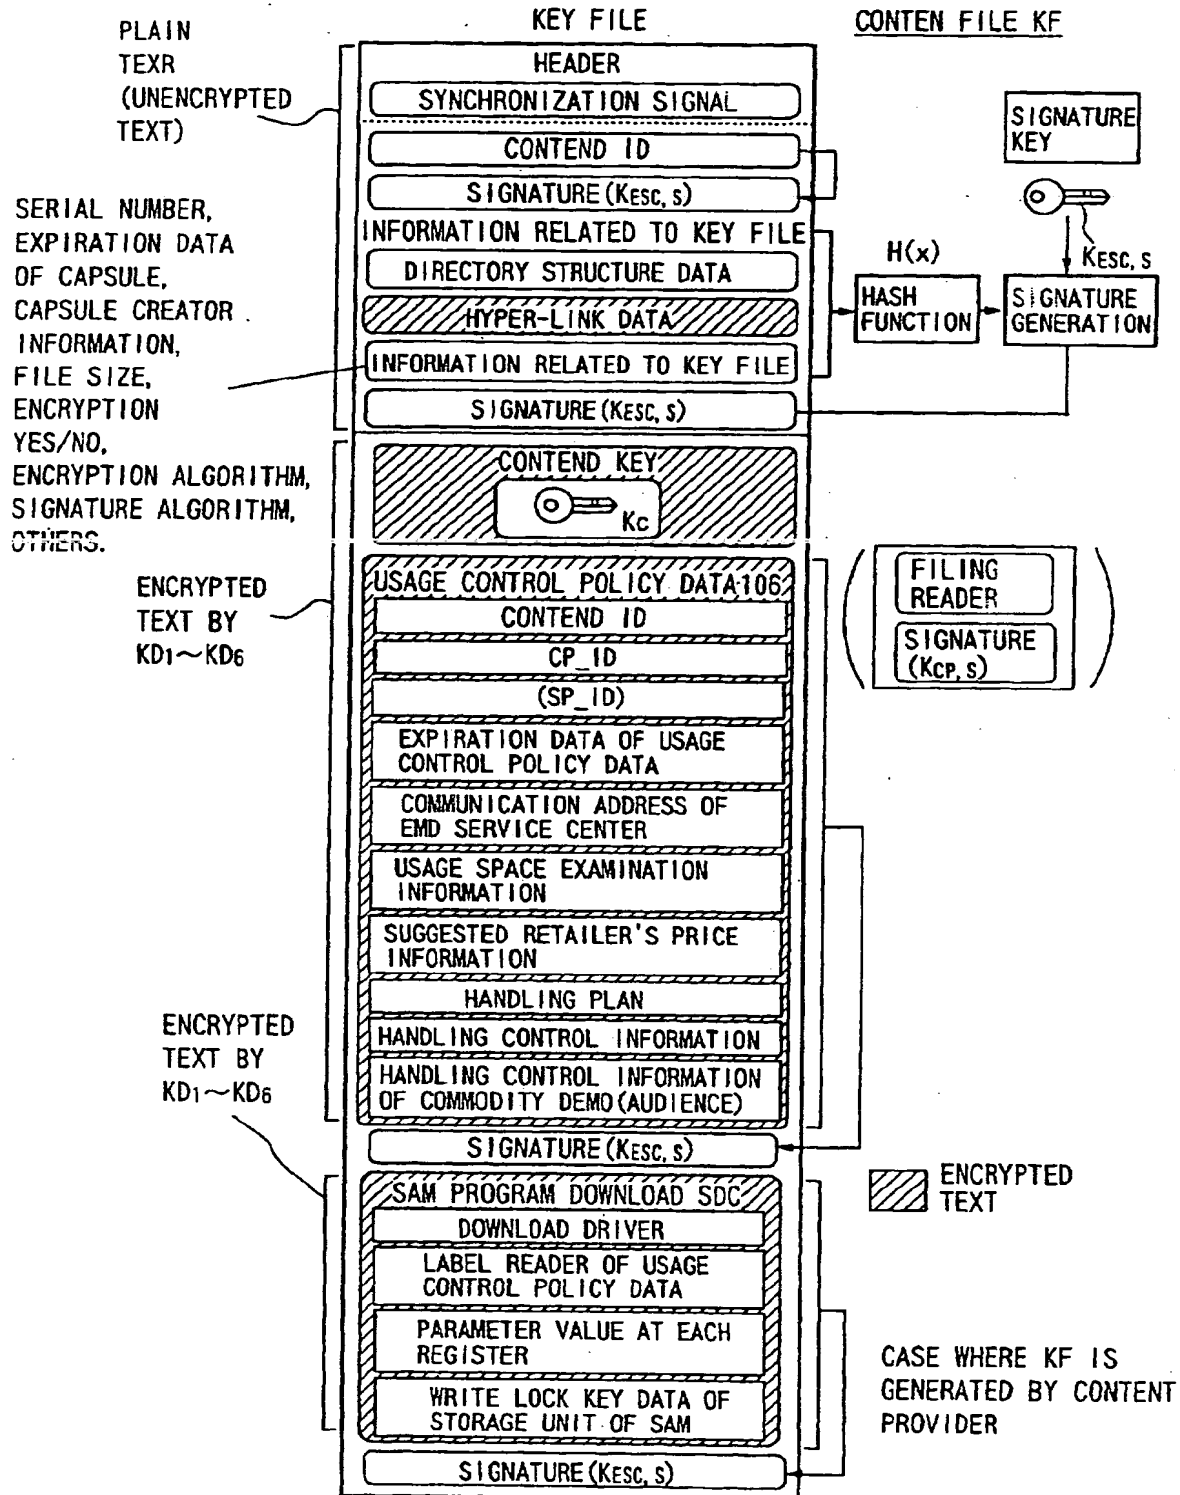 KEY FILE
CONTEN FILE KF
PLAIN
TEXR
(UNENCRYPTED
TEXT)
HEADER
SYNCHRONIZATION SIGNAL
CONTEND ID
SIGNATURE(KESC, S)
INFORMATION RELATED TO KEY FILE
DIRECTORY STRUCTURE DATA
HYPER-LINK DATA
INFORMATION RELATED TO KEY FILE
SIGNATURE(KESC, S)
SIGNATURE
KEY
KESC, S
H(x)
HASH
FUNCTION
SIGNATURE
GENERATION
SERIAL NUMBER,
EXPIRATION DATA
OF CAPSULE,
CAPSULE CREATOR
INFORMATION,
FILE SIZE,
ENCRYPTION
YES/NO,
ENCRYPTION ALGORITHM,
SIGNATURE ALGORITHM,
OTHERS.
CONTEND KEY
Kc
ENCRYPTED
TEXT BY
KD1~KD6
USAGE CONTROL POLICY DATA 106
CONTEND ID
CP_ID
(SP_ID)
EXPIRATION DATA OF USAGE
CONTROL POLICY DATA
COMMUNICATION ADDRESS OF
EMD SERVICE CENTER
USAGE SPACE EXAMINATION
INFORMATION
SUGGESTED RETAILER'S PRICE
INFORMATION
HANDLING PLAN
HANDLING CONTROL INFORMATION
HANDLING CONTROL INFORMATION
OF COMMODITY DEMO(AUDIENCE)
SIGNATURE(KESC, S)
FILING
READER
SIGNATURE
(KCP, S)
ENCRYPTED
TEXT BY
KD1~KD6
SAM PROGRAM DOWNLOAD SDC
DOWNLOAD DRIVER
LABEL READER OF USAGE
CONTROL POLICY DATA
PARAMETER VALUE AT EACH
REGISTER
WRITE LOCK KEY DATA OF
STORAGE UNIT OF SAM
SIGNATURE(KESC, S)
ENCRYPTED
TEXT
CASE WHERE KF IS
GENERATED BY CONTENT
PROVIDER